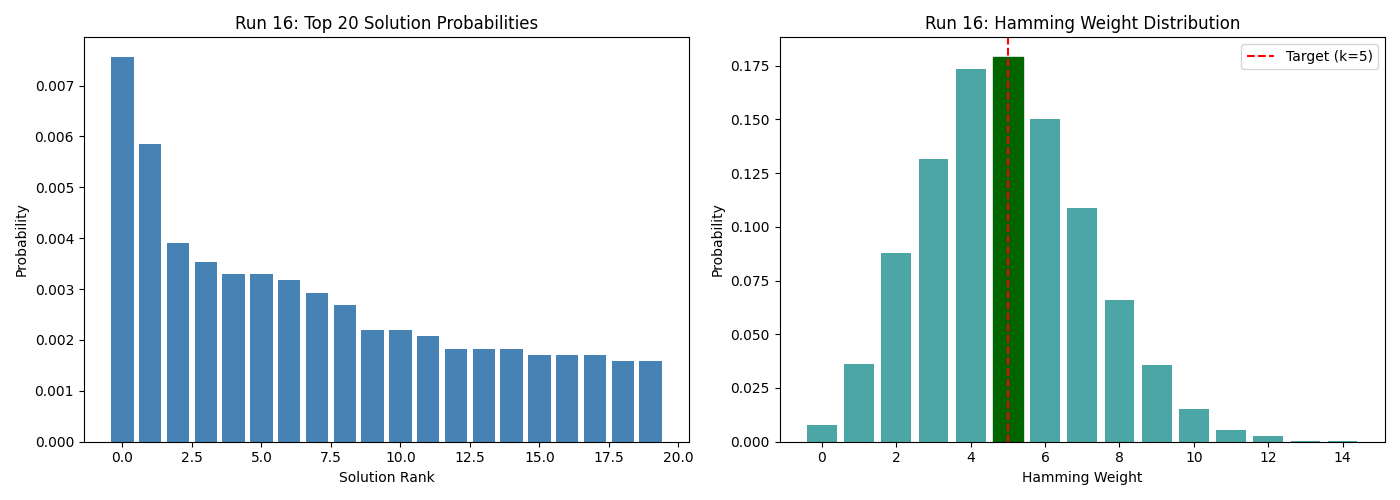 Run 16: Top 20 Solution Probabilities
Probability
0.007
0.006
0.005
0.004
0.003
0.002
0.001
0.000
0.0 2.5 5.0 7.5 10.0 12.5 15.0 17.5 20.0
Solution Rank
Run 16: Hamming Weight Distribution
Target (k=5)
Probability
0.175
0.150
0.125
0.100
0.075
0.050
0.025
0.000
0 2 4 6 8 10 12 14
Hamming Weight